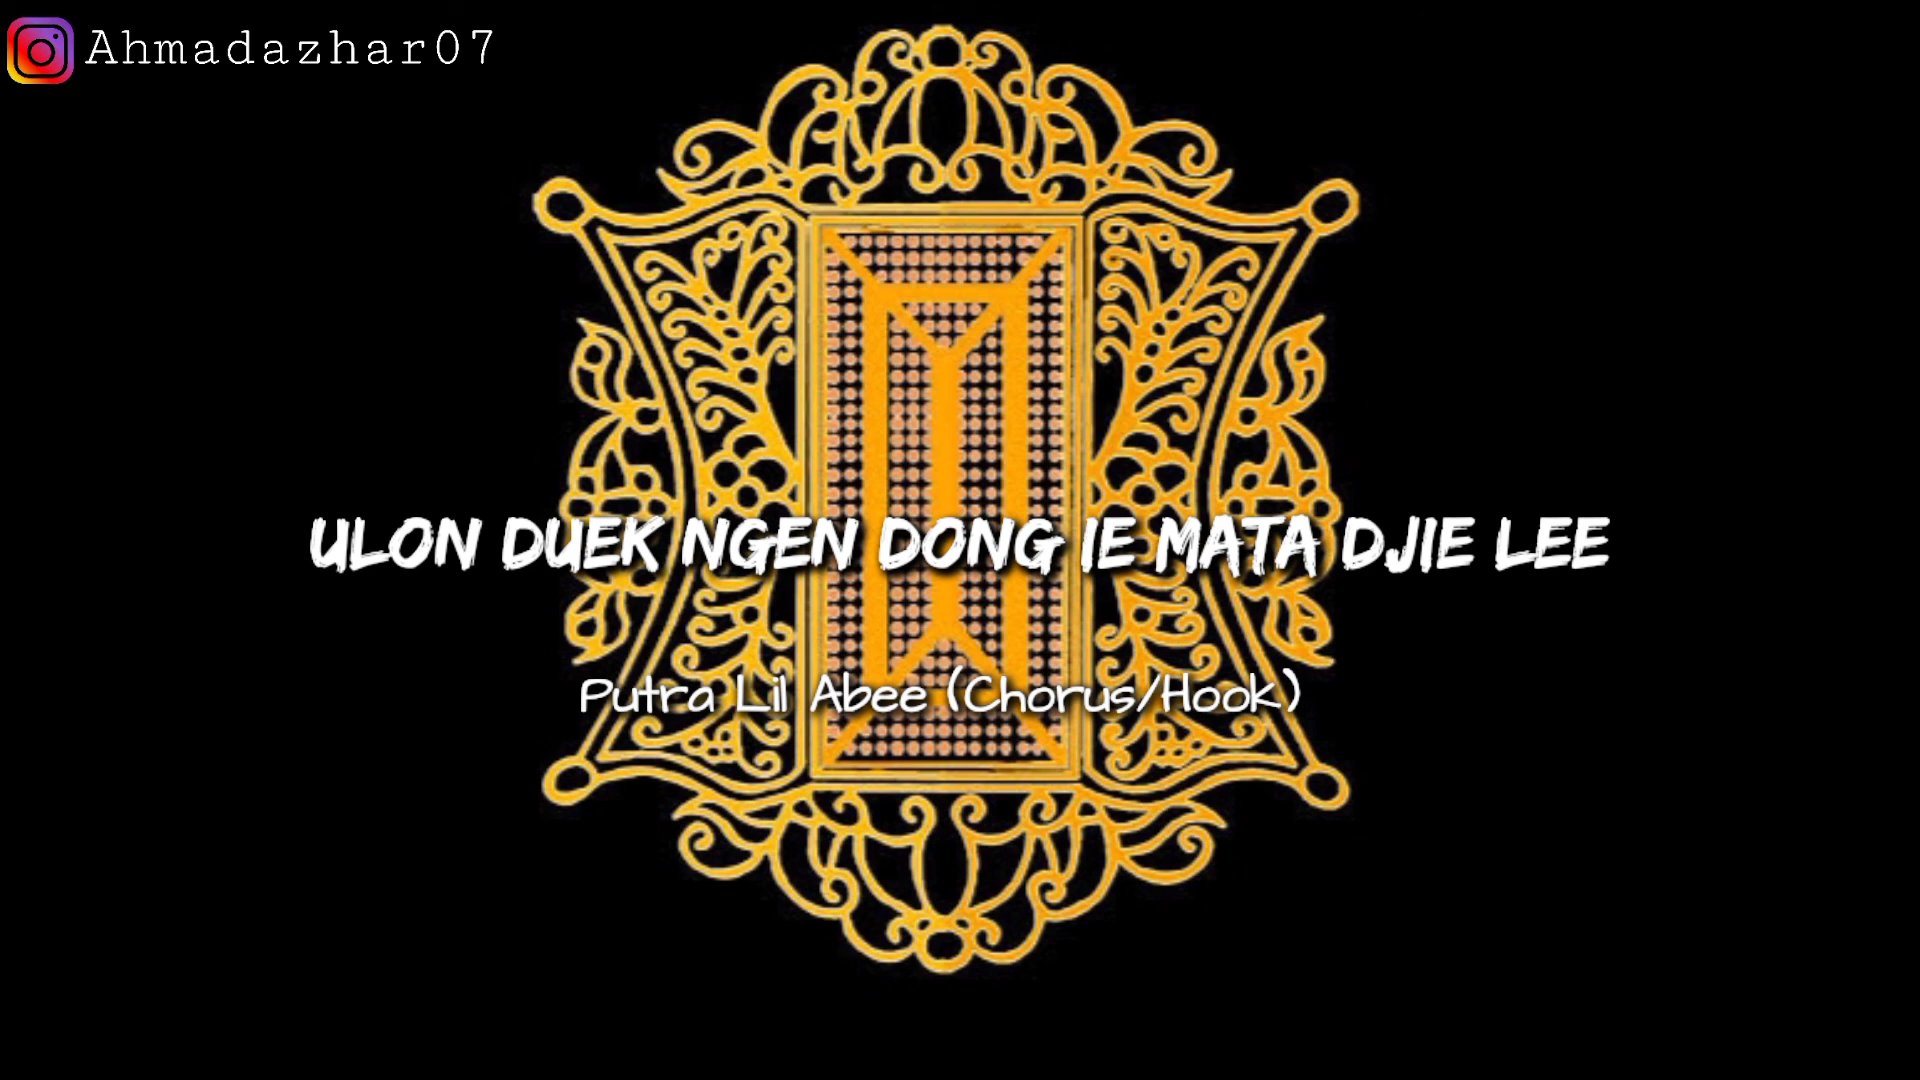 Ahmadazhar07
ULON DUEK NGEN DONG IE MATA DJIE LEE
Putra Lil Abee (Chorus/Hook)